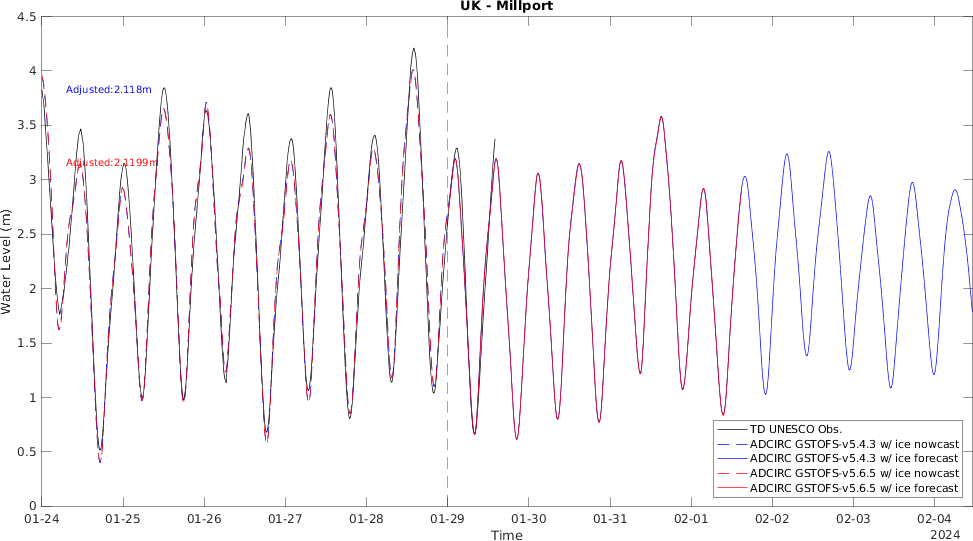 UK - Millport
4.5
4
3.5
3
2.5
2
1.5
1
0.5
0
Water Level (m)
Adjusted:2.118m
Adjusted:2.1199m
TD UNESCO Obs.
ADCIRC GSTOFS-v5.4.3 w/ ice nowcast
ADCIRC GSTOFS-v5.4.3 w/ ice forecast
ADCIRC GSTOFS-v5.6.5 w/ ice nowcast
ADCIRC GSTOFS-v5.6.5 w/ ice forecast
01-24 01-25 01-26 01-27 01-28 01-29 01-30 01-31 02-01 02-02 02-03 02-04
Time
2024